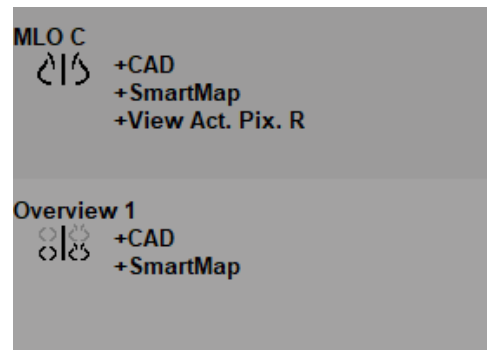 MLO C
+CAD
+SmartMap
+View Act. Pix. R
Overview 1
+CAD
+SmartMap